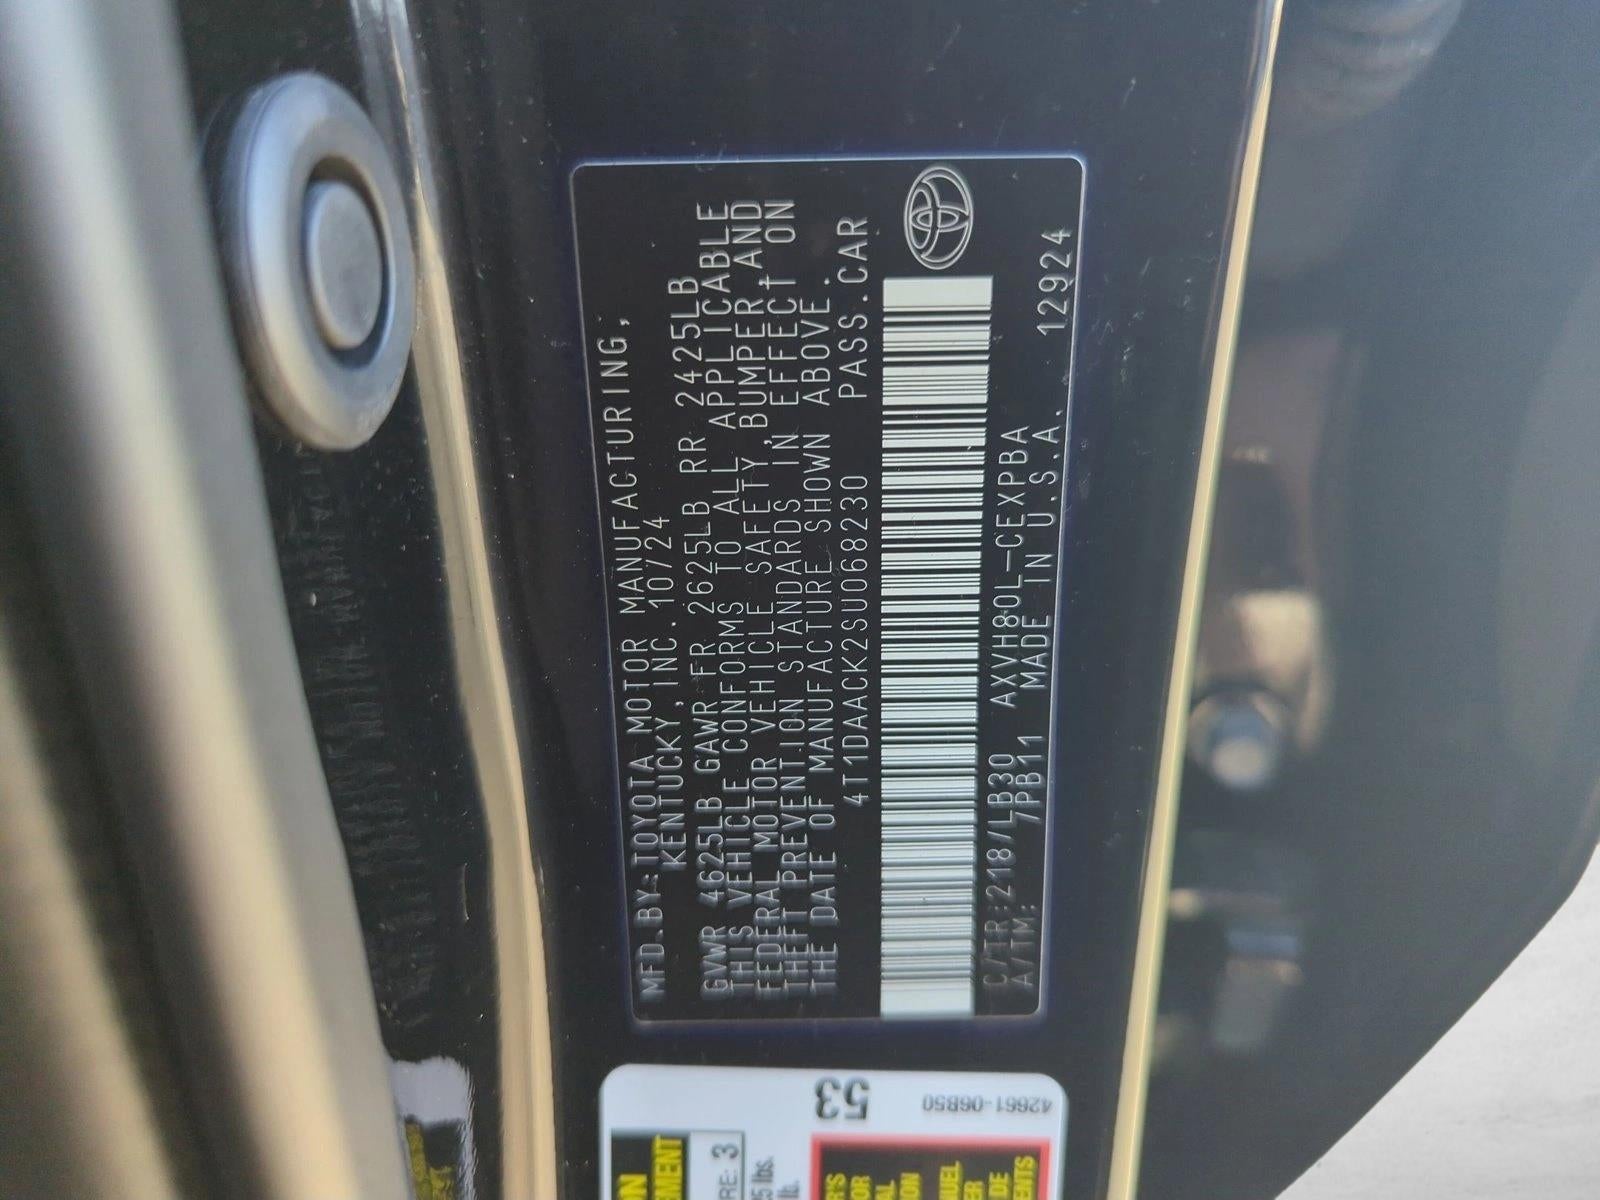 MFD.BY:TOYOTA MOTOR MANUFACTURING,
KENTUCKY,INC. 10/24
GVWR 4625LB GAWR FR 2625LB RR 2425LB
THIS VEHICLE CONFORMS TO ALL APPLICABLE
FEDERAL MOTOR VEHICLE SAFETY,BUMPER,AND
THEFT PREVENTION STANDARDS IN EFFECT ON
THE DATE OF MANUFACTURE SHOWN ABOVE.
4T1DAACK2SU068230 PASS.CAR
C/TR:218/LB30 AXVH80L-CEXPBA
A/TM: 7PB11 MADE IN U.S.A. 12924
53
42661-06B50